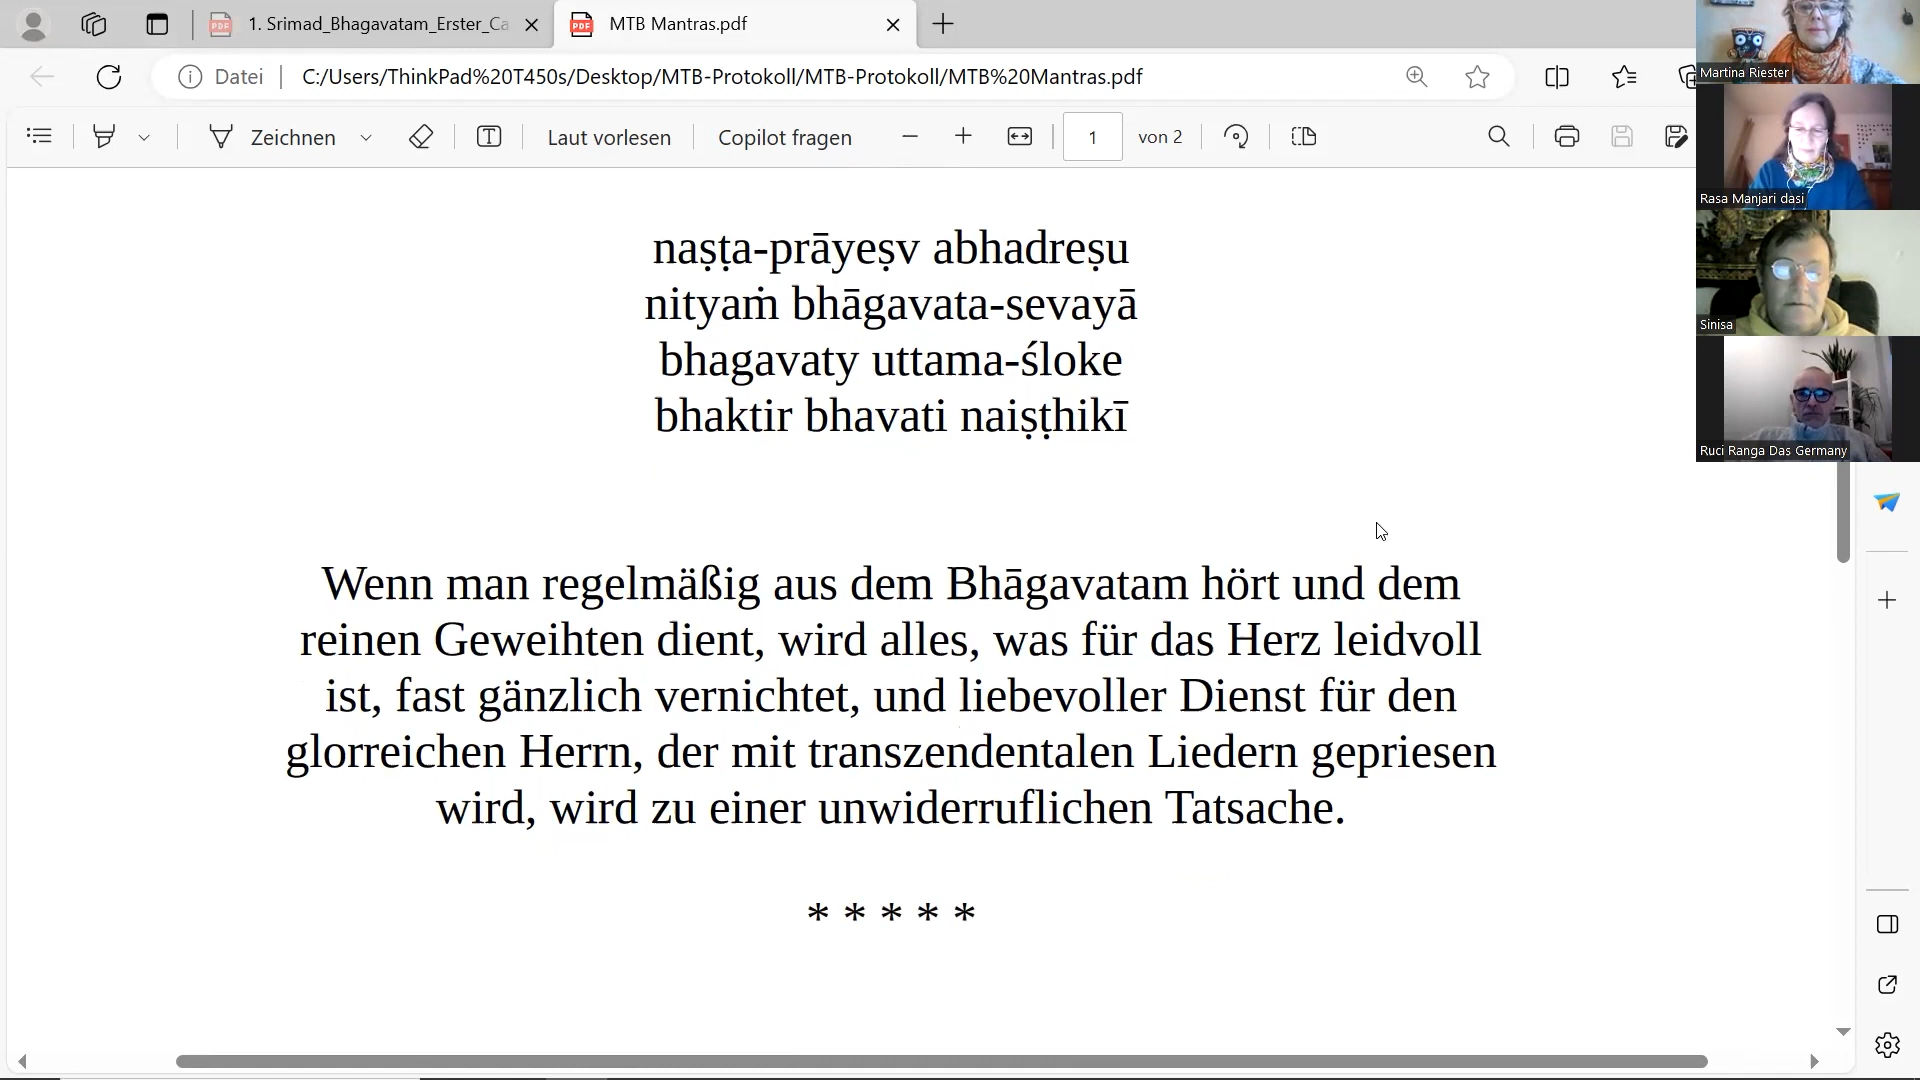 1. Srimad_Bhagavatam_Erster_Ca
MTB Mantras.pdf
Datei
C:/Users/ThinkPad%20T450s/Desktop/MTB-Protokoll/MTB-Protokoll/MTB%20Mantras.pdf
Zeichnen
Laut vorlesen
Copilot fragen
1
von 2
Martina Riester
Rasa Manjari dasi
Sinisa
Ruci Ranga Das Germany
naṣṭa-prāyeṣv abhadreṣu
nityaṁ bhāgavata-sevayā
bhagavaty uttama-śloke
bhaktir bhavati naiṣṭhikī
Wenn man regelmäßig aus dem Bhāgavatam hört und dem
reinen Geweihten dient, wird alles, was für das Herz leidvoll
ist, fast gänzlich vernichtet, und liebevoller Dienst für den
glorreichen Herrn, der mit transzendentalen Liedern gepriesen
wird, wird zu einer unwiderruflichen Tatsache.
* * * * *